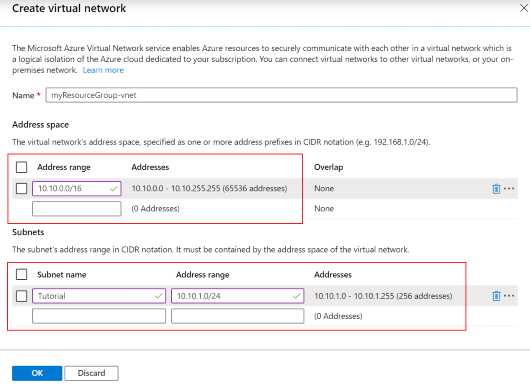 Create virtual network
The Microsoft Azure Virtual Network service enables Azure resources to securely communicate with each other in a virtual network which is
a logical isolation of the Azure cloud dedicated to your subscription. You can connect virtual networks to other virtual networks, or your on-
premises network. Learn more
Name * myResourceGroup-vnet
Address space
The virtual network's address space, specified as one or more address prefixes in CIDR notation (e.g. 192.168.1.0/24).
Address range Addresses Overlap
10.10.0.0/16 10.10.0.0 - 10.10.255.255 (65536 addresses) None
(0 Addresses) None
Subnets
The subnet's address range in CIDR notation. It must be contained by the address space of the virtual network.
Subnet name Address range Addresses
Tutorial 10.10.1.0/24 10.10.1.0 - 10.10.1.255 (256 addresses)
(0 Addresses)
OK Discard